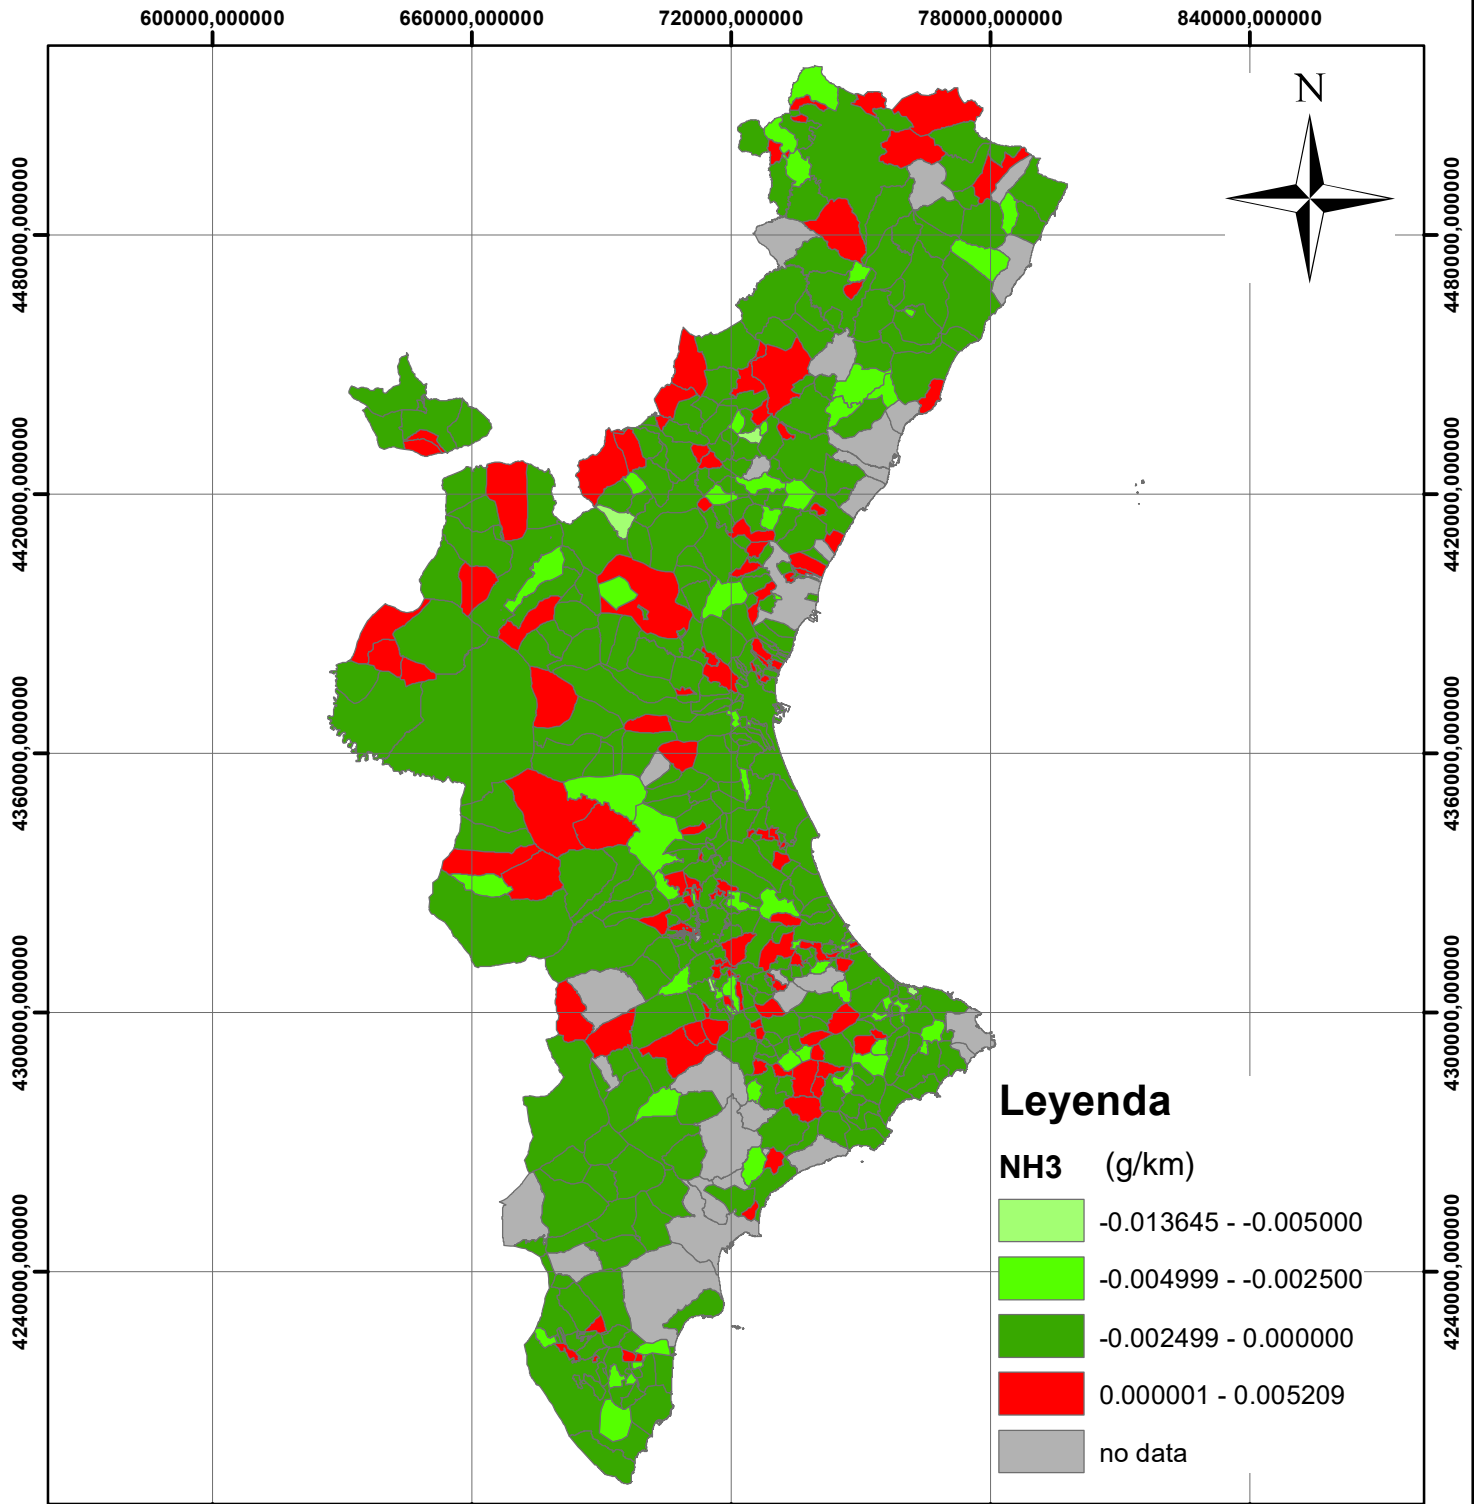 600000,000000 660000,000000 720000,000000 780000,000000 840000,000000
N
4480000,000000 4480000,000000
4420000,000000 4420000,000000
4360000,000000 4360000,000000
4300000,000000 4300000,000000
4240000,000000 4240000,000000
Leyenda
NH3 (g/km)
-0.013645 - -0.005000
-0.004999 - -0.002500
-0.002499 - 0.000000
0.000001 - 0.005209
no data